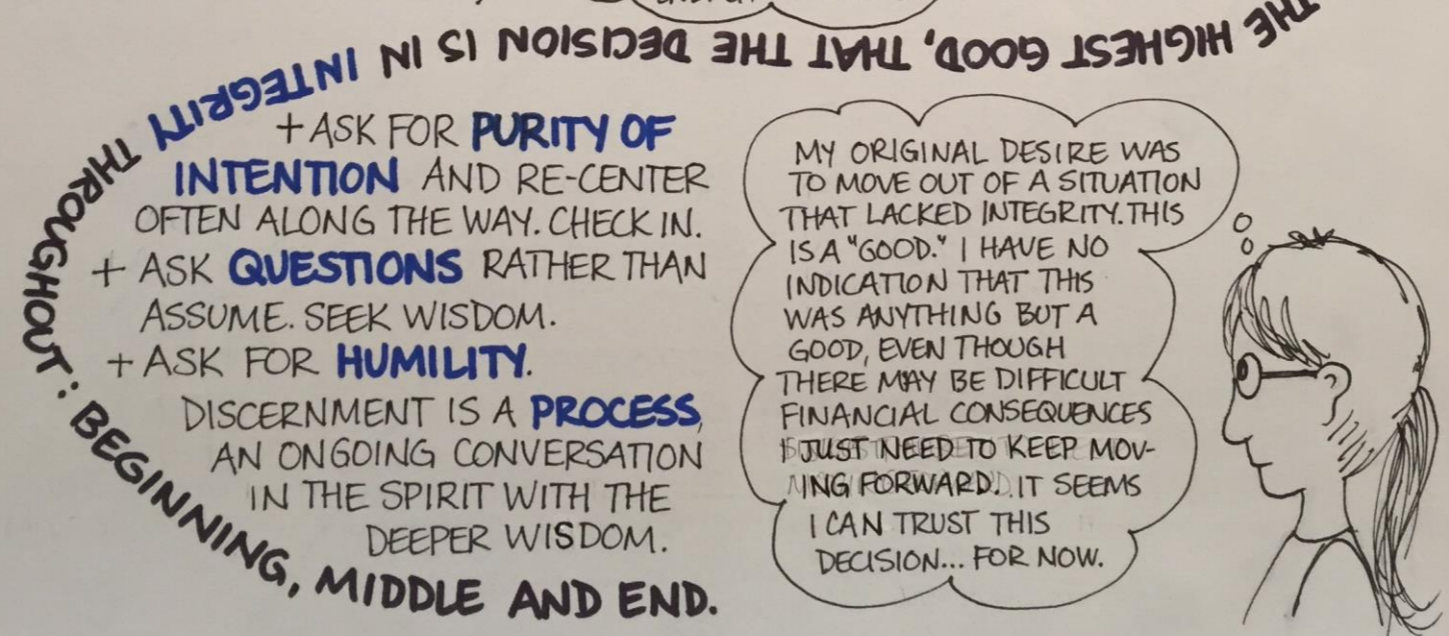 THE HIGHEST GOOD, THAT THE DECISION IS IN INTEGRITY THROUGHOUT: BEGINNING, MIDDLE AND END.
+ ASK FOR PURITY OF
INTENTION AND RE-CENTER
OFTEN ALONG THE WAY. CHECK IN.
+ ASK QUESTIONS RATHER THAN
ASSUME. SEEK WISDOM.
+ ASK FOR HUMILITY.
DISCERNMENT IS A PROCESS,
AN ONGOING CONVERSATION
IN THE SPIRIT WITH THE
DEEPER WISDOM.
MY ORIGINAL DESIRE WAS
TO MOVE OUT OF A SITUATION
THAT LACKED INTEGRITY. THIS
IS A "GOOD." I HAVE NO
INDICATION THAT THIS
WAS ANYTHING BUT A
GOOD, EVEN THOUGH
THERE MAY BE DIFFICULT
FINANCIAL CONSEQUENCES
I JUST NEED TO KEEP MOV-
ING FORWARD. IT SEEMS
I CAN TRUST THIS
DECISION... FOR NOW.